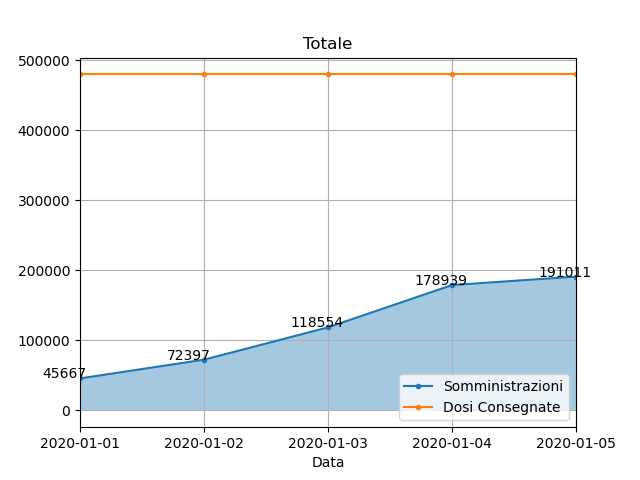 Totale
500000
400000
300000
200000
100000
0
45667
72397
118554
178939
191011
Somministrazioni
Dosi Consegnate
2020-01-01 2020-01-02 2020-01-03 2020-01-04 2020-01-05
Data